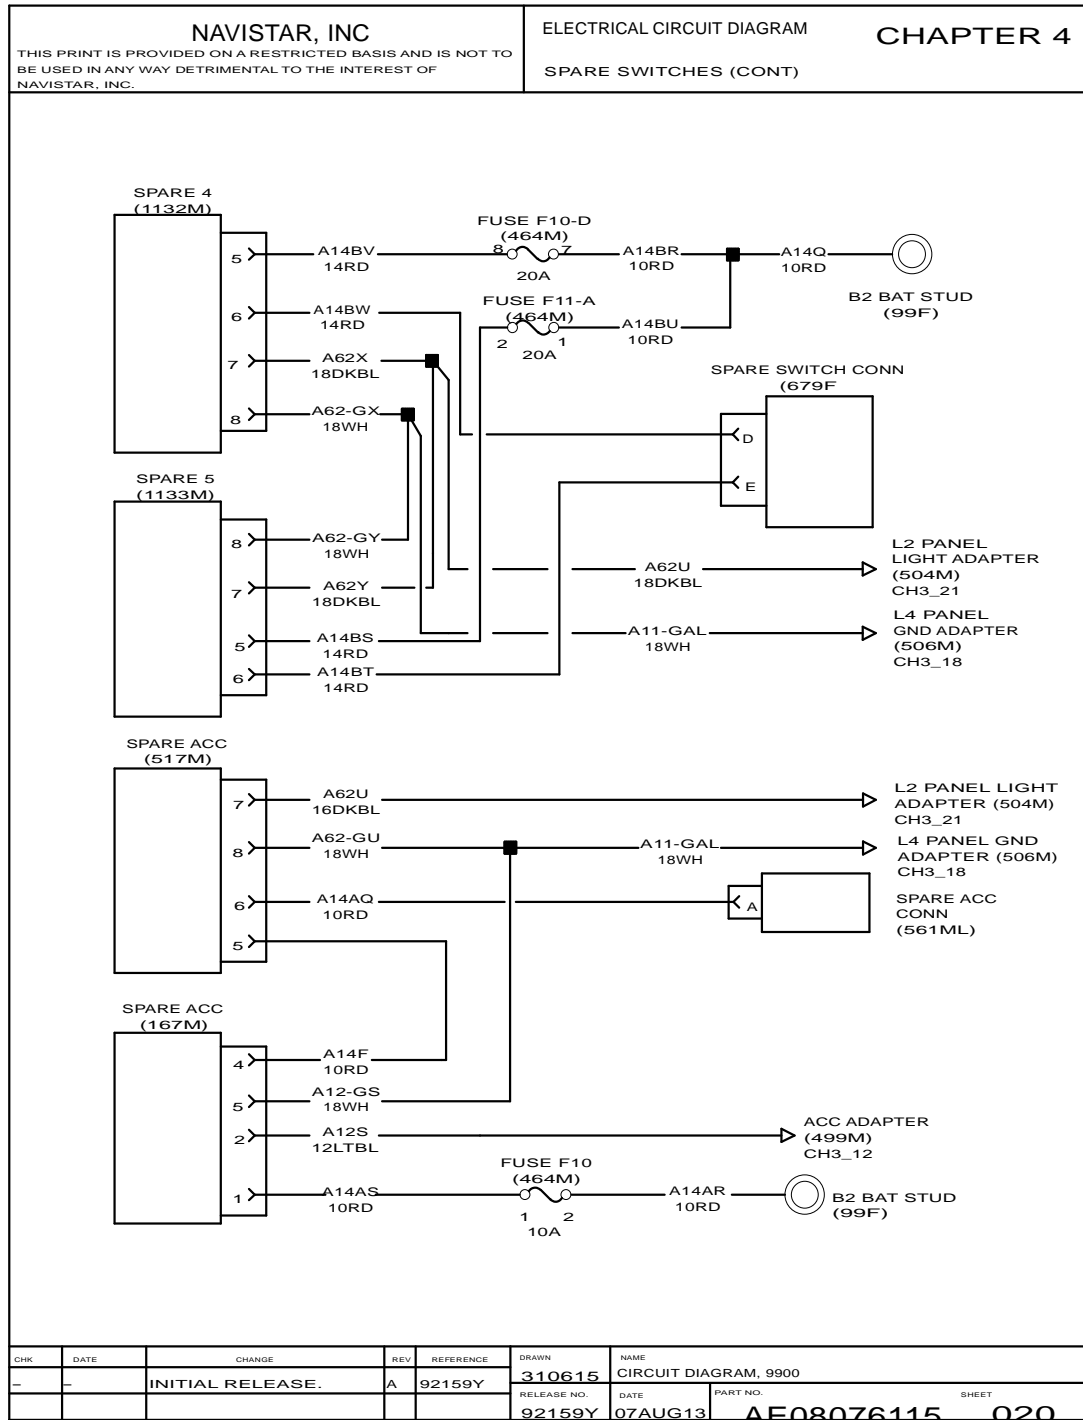 NAVISTAR, INC
THIS PRINT IS PROVIDED ON A RESTRICTED BASIS AND IS NOT TO
BE USED IN ANY WAY DETRIMENTAL TO THE INTEREST OF
NAVISTAR, INC.
ELECTRICAL CIRCUIT DIAGRAM
SPARE SWITCHES (CONT)
CHAPTER 4
SPARE 4
(1132M)
5
A14BV
14RD
6
A14BW
14RD
7
A62X
18DKBL
8
A62-GX
18WH
FUSE F10-D
(464M)
8
7
20A
A14BR
10RD
A14Q
10RD
B2 BAT STUD
(99F)
FUSE F11-A
(464M)
2
1
20A
A14BU
10RD
SPARE SWITCH CONN
(679F
D
E
SPARE 5
(1133M)
8
A62-GY
18WH
7
A62Y
18DKBL
5
A14BS
14RD
6
A14BT
14RD
A62U
18DKBL
L2 PANEL
LIGHT ADAPTER
(504M)
CH3_21
A11-GAL
18WH
L4 PANEL
GND ADAPTER
(506M)
CH3_18
SPARE ACC
(517M)
7
A62U
16DKBL
L2 PANEL LIGHT
ADAPTER (504M)
CH3_21
8
A62-GU
18WH
A11-GAL
18WH
L4 PANEL GND
ADAPTER (506M)
CH3_18
6
A14AQ
10RD
A
SPARE ACC
CONN
(561ML)
5
SPARE ACC
(167M)
4
A14F
10RD
5
A12-GS
18WH
2
A12S
12LTBL
ACC ADAPTER
(499M)
CH3_12
1
A14AS
10RD
FUSE F10
(464M)
1
2
10A
A14AR
10RD
B2 BAT STUD
(99F)
CHK DATE CHANGE REV REFERENCE
– – INITIAL RELEASE. A 92159Y
DRAWN
310615
NAME
CIRCUIT DIAGRAM, 9900
RELEASE NO.
92159Y
DATE
07AUG13
PART NO.
AE08076115
SHEET
020